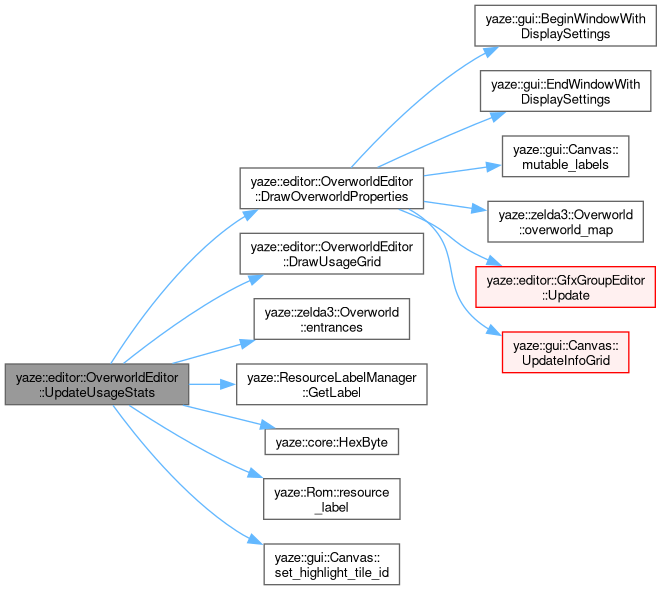 yaze::editor::OverworldEditor
::UpdateUsageStats
yaze::editor::OverworldEditor
::DrawOverworldProperties
yaze::gui::BeginWindowWith
DisplaySettings
yaze::gui::EndWindowWith
DisplaySettings
yaze::gui::Canvas::
mutable_labels
yaze::zelda3::Overworld
::overworld_map
yaze::editor::GfxGroupEditor
::Update
yaze::gui::Canvas::
UpdateInfoGrid
yaze::editor::OverworldEditor
::DrawUsageGrid
yaze::zelda3::Overworld
::entrances
yaze::ResourceLabelManager
::GetLabel
yaze::core::HexByte
yaze::Rom::resource
_label
yaze::gui::Canvas::
set_highlight_tile_id